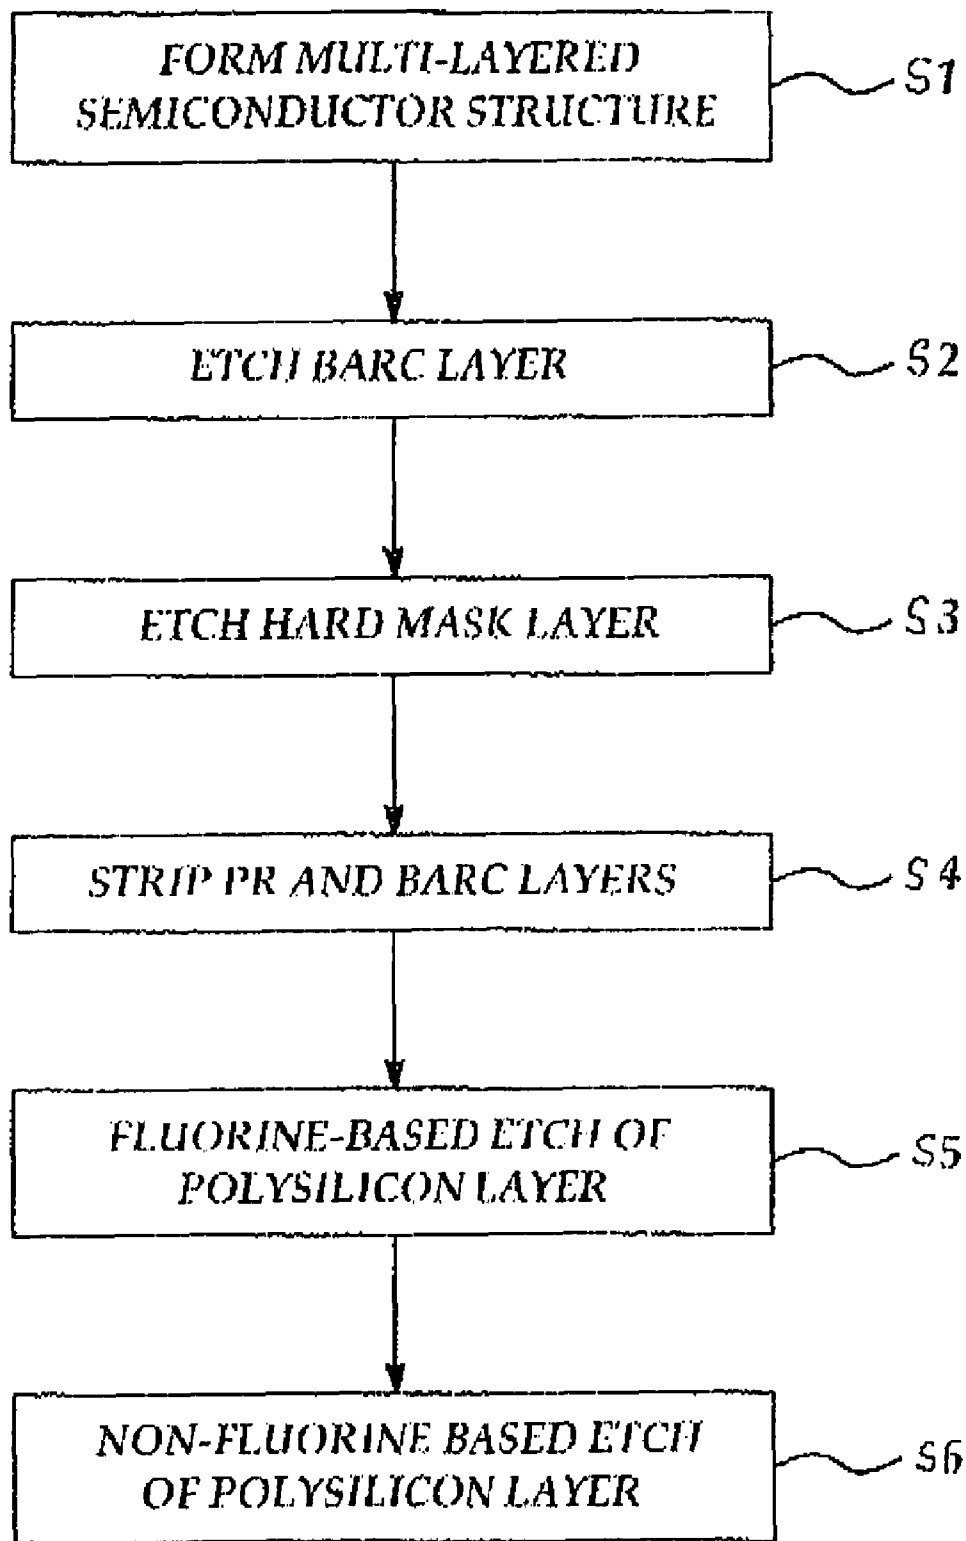 FORM MULTI-LAYERED
SEMICONDUCTOR STRUCTURE
S1
ETCH BARC LAYER
S2
ETCH HARD MASK LAYER
S3
STRIP PR AND BARC LAYERS
S4
FLUORINE-BASED ETCH OF
POLYSILICON LAYER
S5
NON-FLUORINE BASED ETCH
OF POLYSILICON LAYER
S6